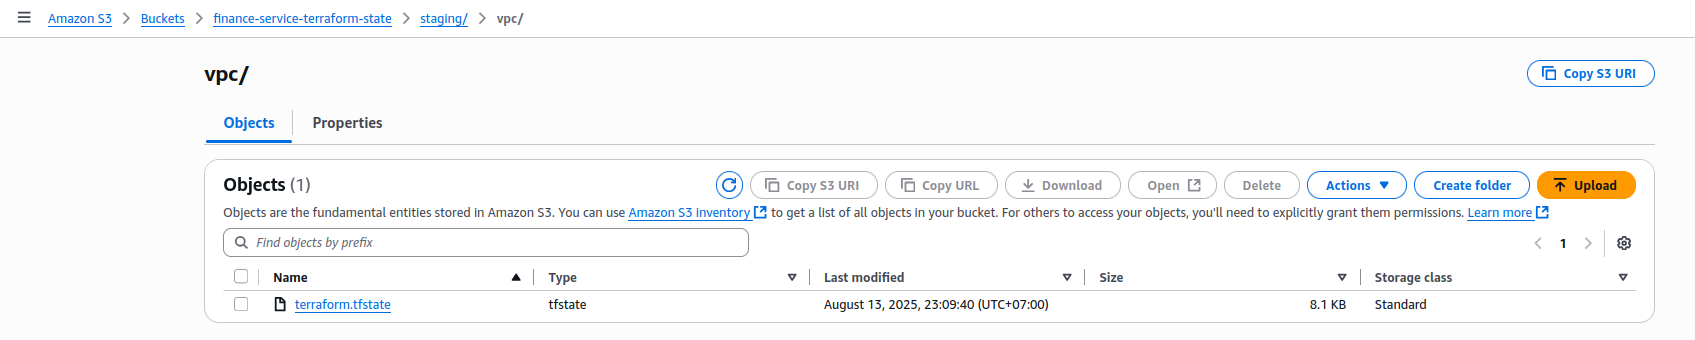 Amazon S3 > Buckets > finance-service-terraform-state > staging/ > vpc/
vpc/
Copy S3 URI
Objects
Properties
Objects (1)
Copy S3 URI
Copy URL
Download
Open
Delete
Actions
Create folder
Upload
Objects are the fundamental entities stored in Amazon S3. You can use Amazon S3 Inventory to get a list of all objects in your bucket. For others to access your objects, you'll need to explicitly grant them permissions. Learn more
Find objects by prefix
1
Name Type Last modified Size Storage class
terraform.tfstate tfstate August 13, 2025, 23:09:40 (UTC+07:00) 8.1 KB Standard